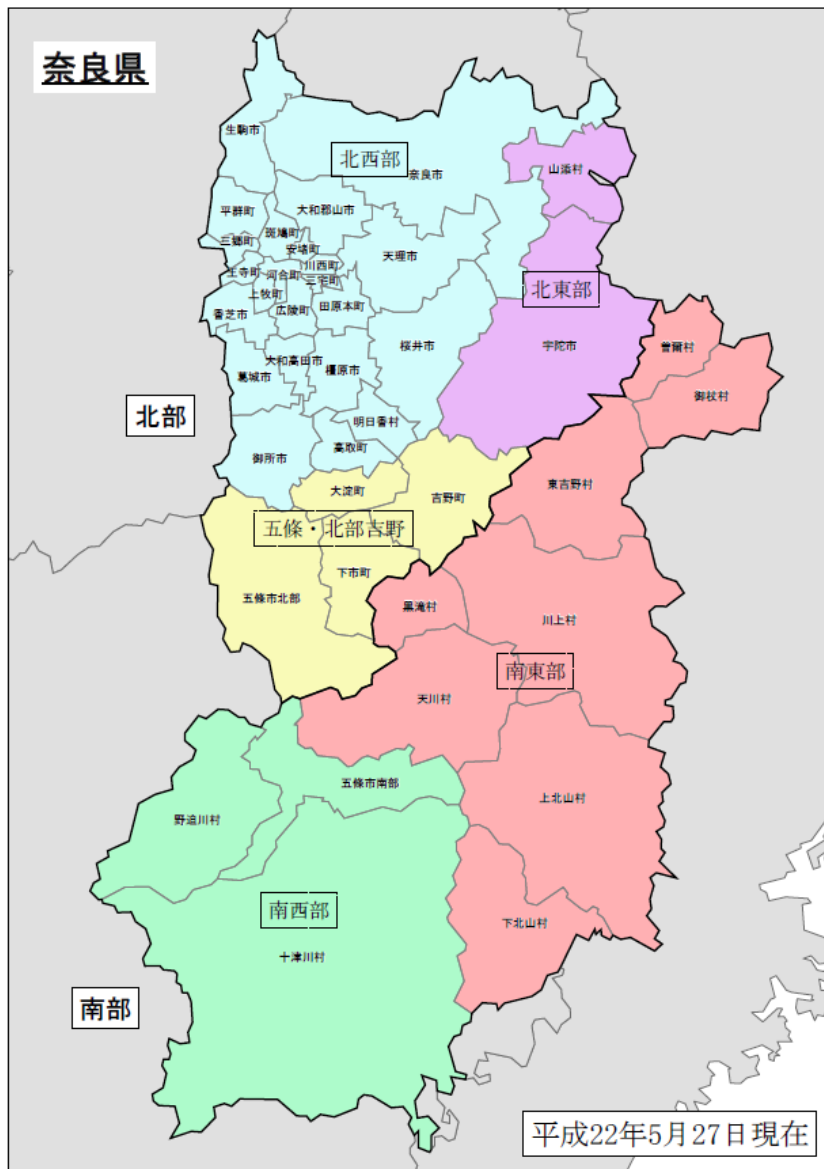 奈良県
生駒市
北西部
奈良市
山添村
平群町
大和郡山市
斑鳩町
三郷町
安堵町
天理市
川西町
王寺町
河合町
三宅町
上牧町
北東部
香芝市
広陵町
田原本町
桜井市
宇陀市
曽爾村
大和高田市
橿原市
葛城市
御杖村
北部
明日香村
高取町
御所市
大淀町
吉野町
東吉野村
五條・北部吉野
下市町
五條市北部
黒滝村
川上村
南東部
天川村
五條市南部
上北山村
野迫川村
南西部
下北山村
十津川村
南部
平成22年5月27日現在